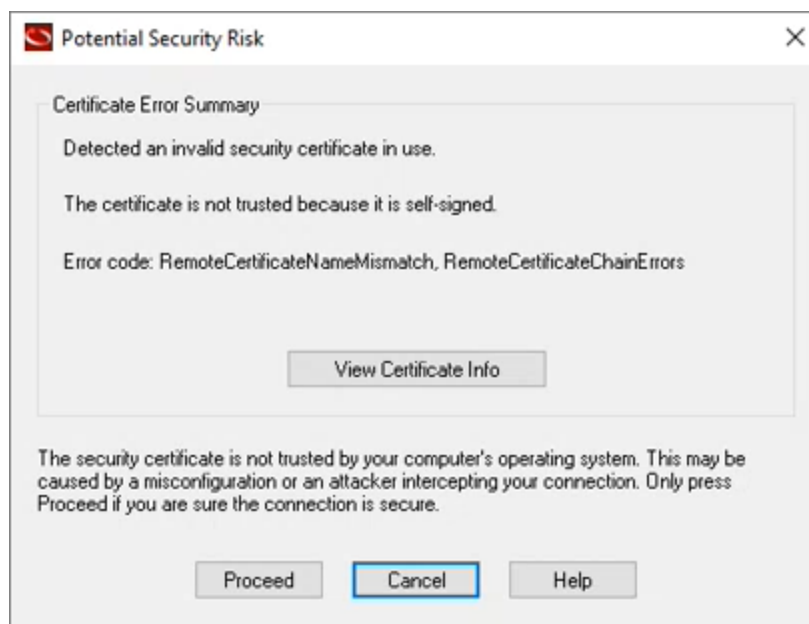 Potential Security Risk
Certificate Error Summary
Detected an invalid security certificate in use.
The certificate is not trusted because it is self-signed.
Error code: RemoteCertificateNameMismatch, RemoteCertificateChainErrors
View Certificate Info
The security certificate is not trusted by your computer's operating system. This may be
caused by a misconfiguration or an attacker intercepting your connection. Only press
Proceed if you are sure the connection is secure.
Proceed Cancel Help